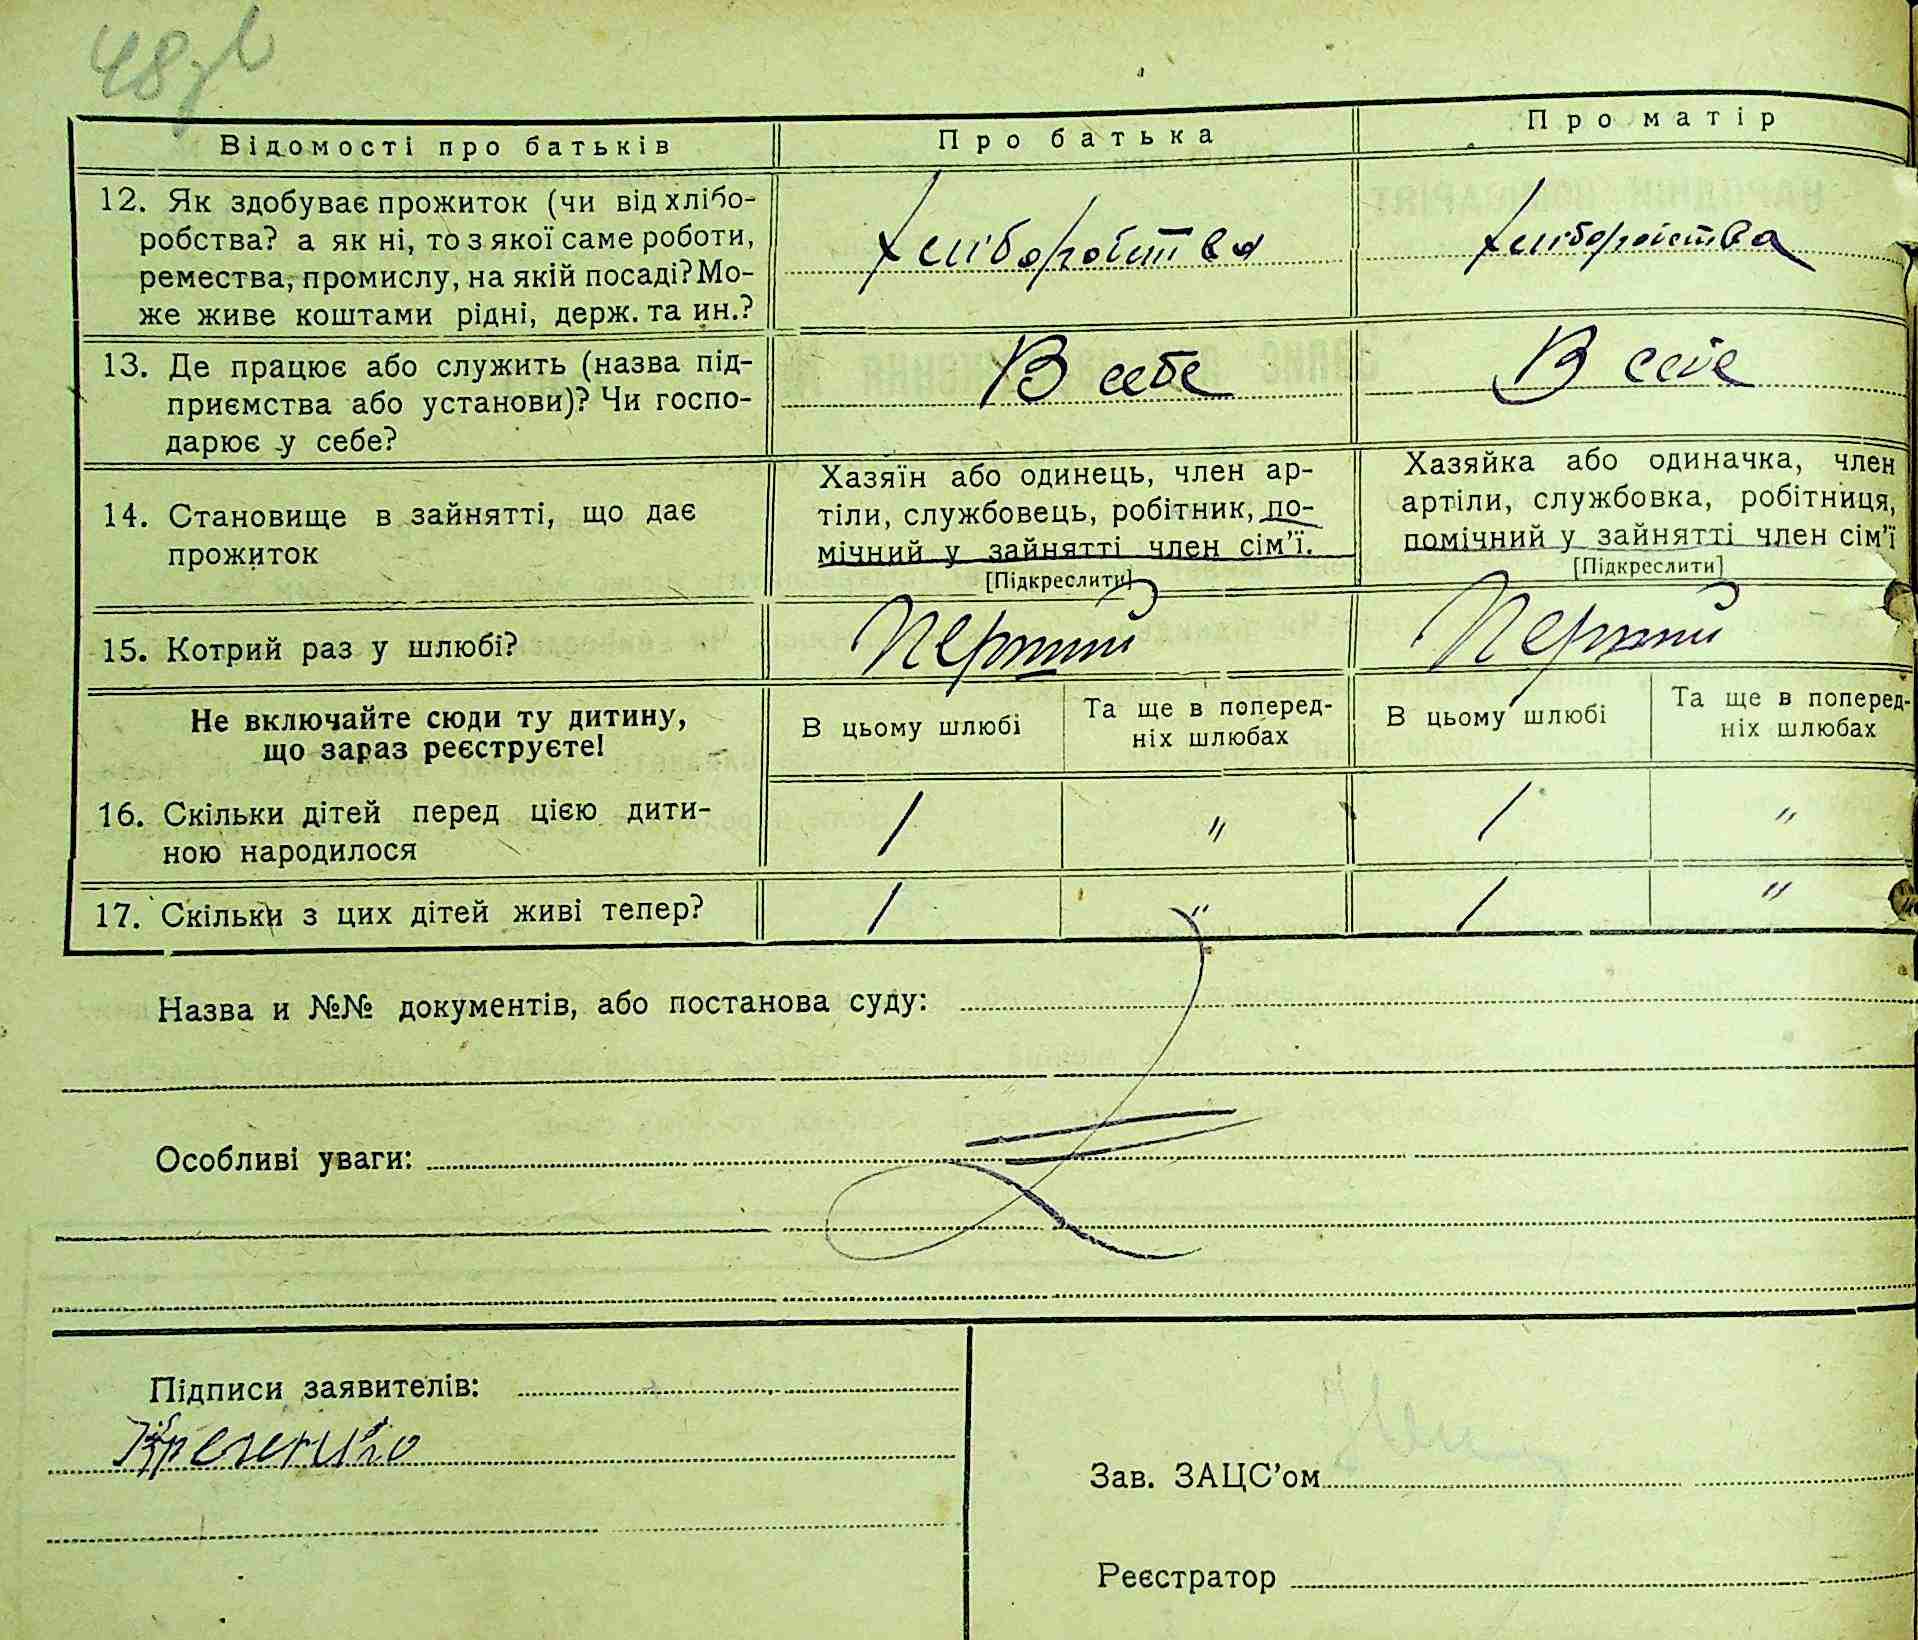 Відомості про батьків Про батька Про матір
12. Як здобуває прожиток (чи від хлібо-
робства? а як ні, то з якої саме роботи,
ремества, промислу, на якій посаді? Мо-
же живе коштами рідні, держ. та ин.?
хліборобства хліборобства
13. Де працює або служить (назва під-
приємства або установи)? Чи госпо-
дарює у себе?
В себе В себе
14. Становище в зайнятті, що дає
прожиток
Хазяїн або одинець, член ар-
тіли, службовець, робітник, по-
мічний у зайнятті член сім’ї.
[Підкреслити]
Хазяйка або одиначка, член
артіли, службовка, робітниця,
помічний у зайнятті член сім’ї
[Підкреслити]
15. Котрий раз у шлюбі? Перший Перший
Не включайте сюди ту дитину,
що зараз реєструєте!
В цьому шлюбі
Та ще в поперед-
ніх шлюбах
В цьому шлюбі
Та ще в поперед-
ніх шлюбах
16. Скільки дітей перед цією дити-
ною народилося
1 " 1 "
17. Скільки з цих дітей живі тепер? 1 " 1 "
Назва и №№ документів, або постанова суду:
Особливі уваги:
Підписи заявителів:
Зав. ЗАЦС’ом
Реєстратор